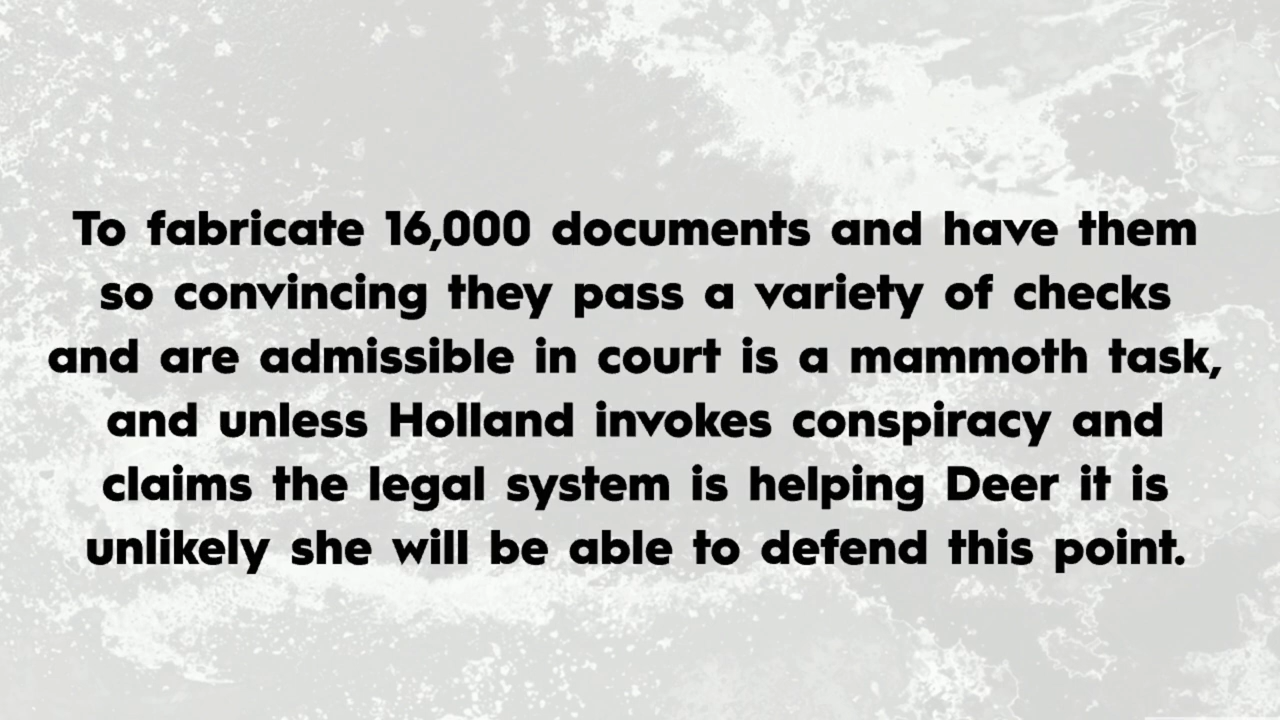 To fabricate 16,000 documents and have them
so convincing they pass a variety of checks
and are admissible in court is a mammoth task,
and unless Holland invokes conspiracy and
claims the legal system is helping Deer it is
unlikely she will be able to defend this point.